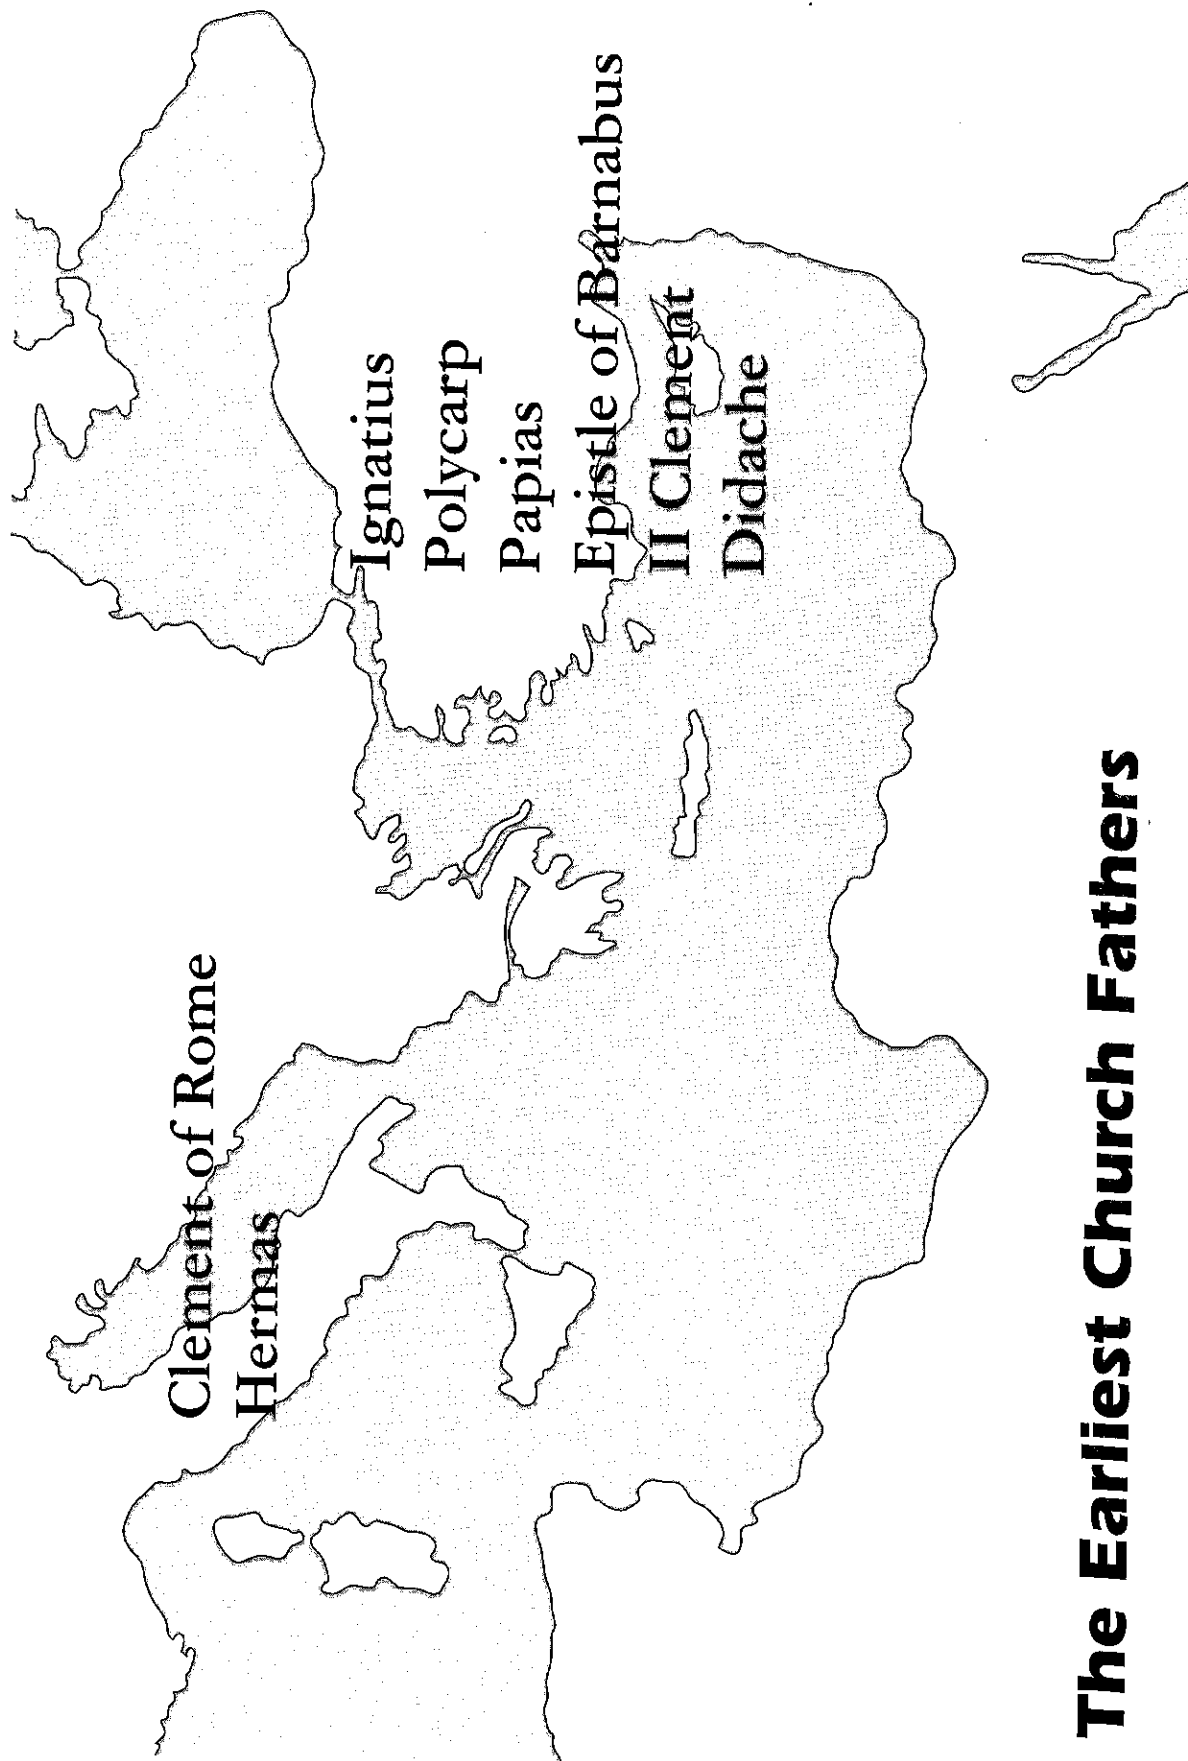 Clement of Rome
Hermas
Ignatius
Polycarp
Papias
Epistle of Barnabus
II Clement
Didache
The Earliest Church Fathers